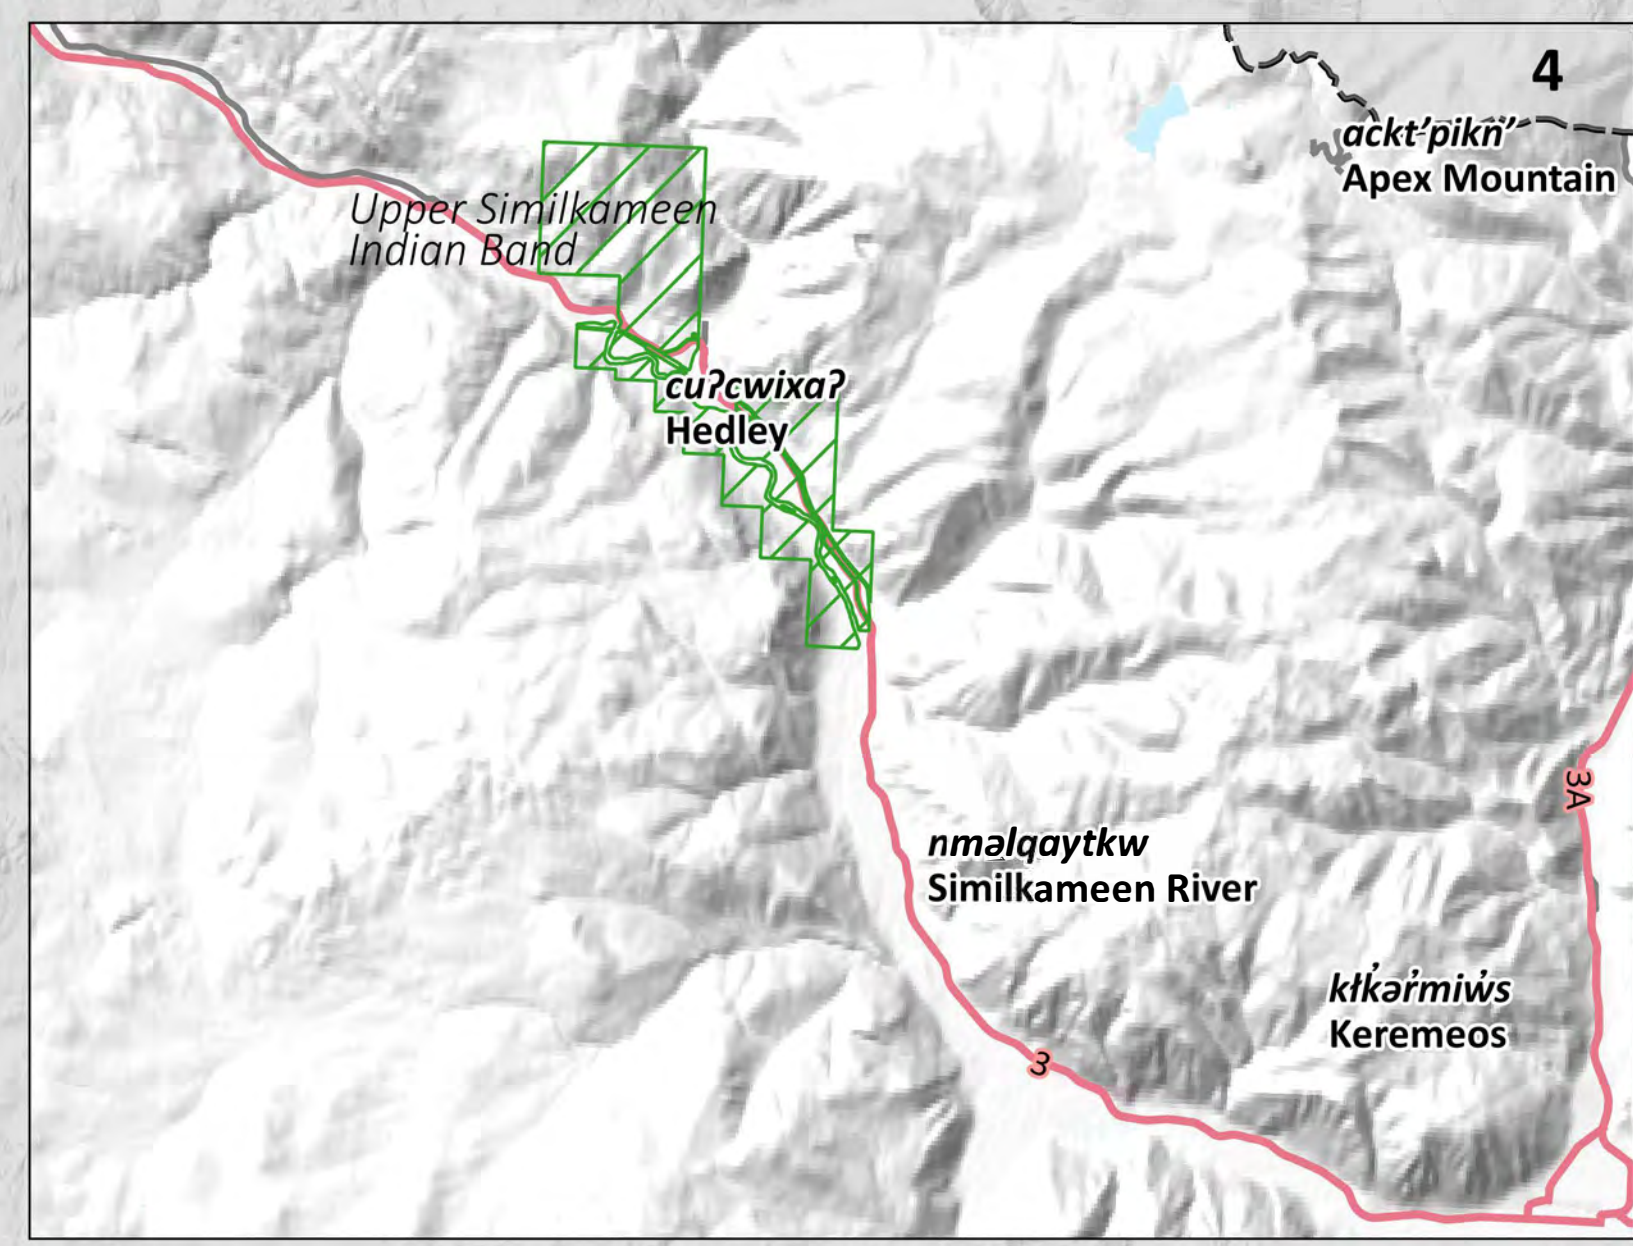 4
ackt’pikn’
Apex Mountain
Upper Similkameen
Indian Band
cuʔcwixaʔ
Hedley
3A
nməlqaytkw
Similkameen River
kłk̓ər̓miw̓s
Keremeos
3